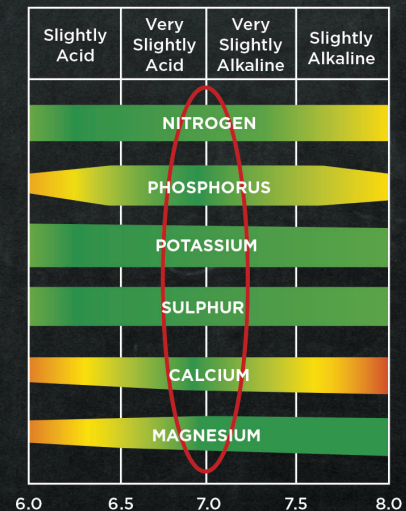 Slightly
Acid
Very
Slightly
Acid
Very
Slightly
Alkaline
Slightly
Alkaline
NITROGEN
PHOSPHORUS
POTASSIUM
SULPHUR
CALCIUM
MAGNESIUM
6.0 6.5 7.0 7.5 8.0